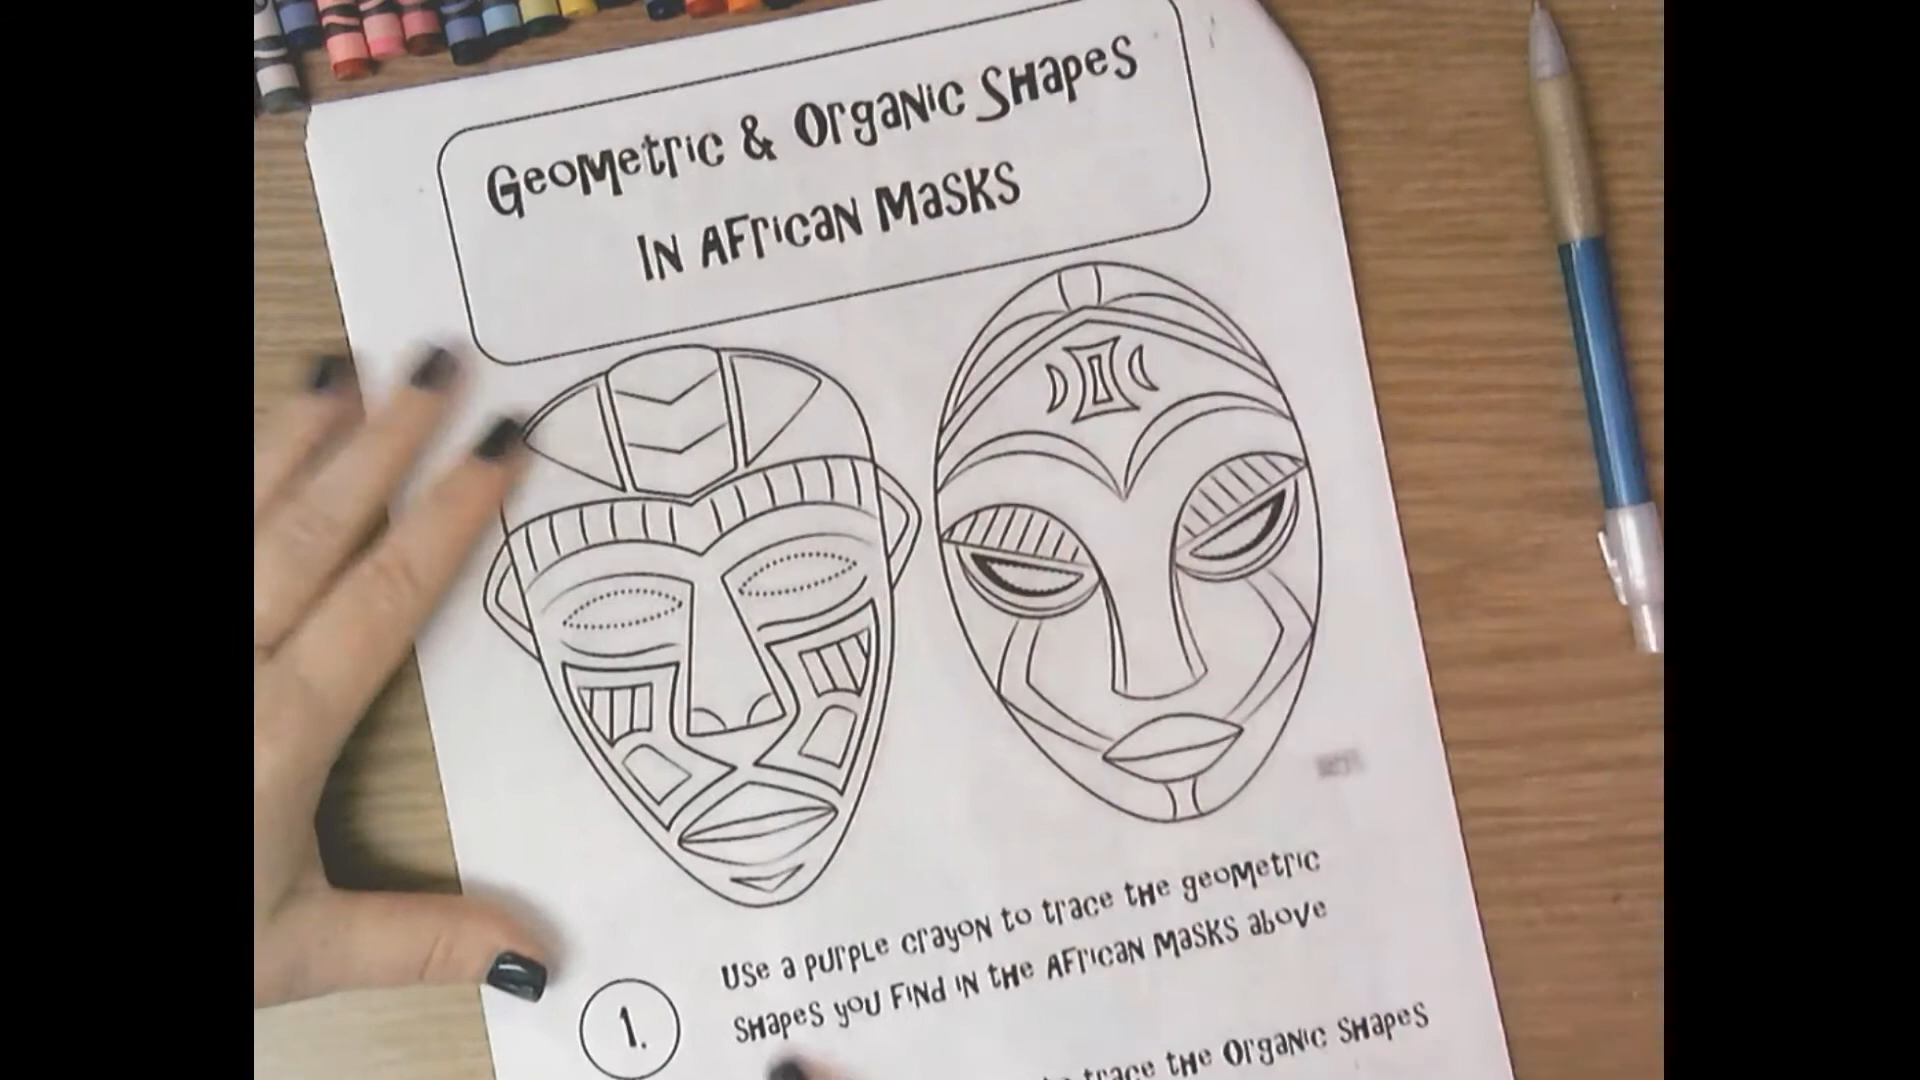 Geometric & Organic Shapes
in African Masks
1.
Use a purple crayon to trace the geometric
shapes you find in the African masks above
trace the Organic Shapes